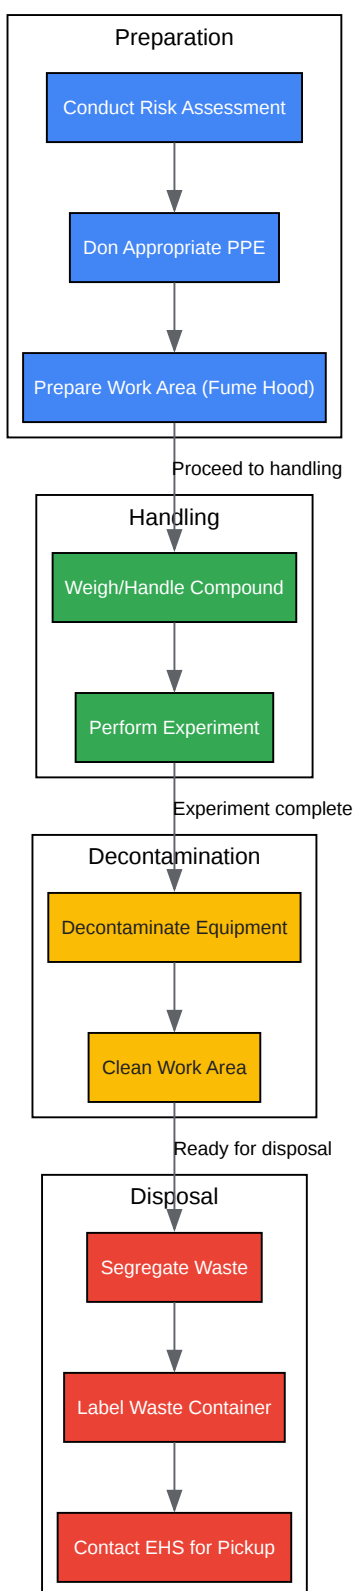 Preparation
Conduct Risk Assessment
Don Appropriate PPE
Prepare Work Area (Fume Hood)
Proceed to handling
Handling
Weigh/Handle Compound
Perform Experiment
Experiment complete
Decontamination
Decontaminate Equipment
Clean Work Area
Ready for disposal
Disposal
Segregate Waste
Label Waste Container
Contact EHS for Pickup